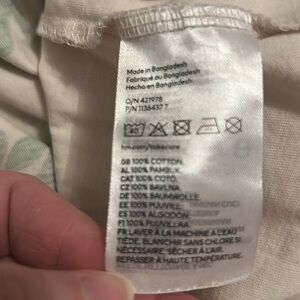 Made in Bangladesh
Fabriqué au Bangladesh
Hecho en Bangladesh
O/N 421978
P/N 1136437 7
40
hm.com/takecare
GB 100% COTTON.
AL 100% PAMBUK.
CAT 100% COTÓ.
CZ 100% BAVLNA.
DE 100% BAUMWOLLE.
EE 100% PUUVILL.
ES 100% ALGODÓN.
FI 100% PUUVILLAA.
FR LAVER À LA MACHINE À L'EAU
TIÈDE. BLANCHIR SANS CHLORE SI
NÉCESSAIRE. SÉCHER À L'AIR.
REPASSER À HAUTE TEMPÉRATURE.